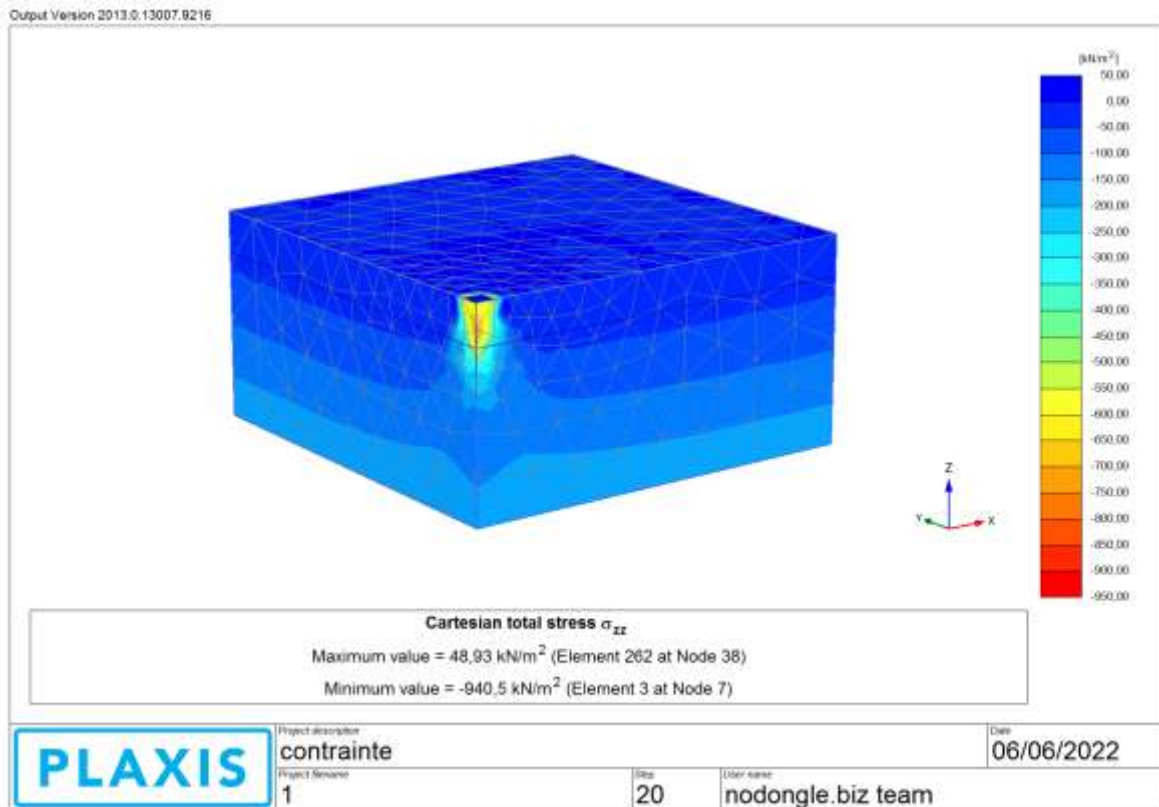 Output Version 2013.0.13007.9216
[kN/m²]
50,00
0,00
-50,00
-100,00
-150,00
-200,00
-250,00
-300,00
-350,00
-400,00
-450,00
-500,00
-550,00
-600,00
-650,00
-700,00
-750,00
-800,00
-850,00
-900,00
-950,00
Z
Y
X
Cartesian total stress σzz
Maximum value = 48,93 kN/m² (Element 262 at Node 38)
Minimum value = -940,5 kN/m² (Element 3 at Node 7)
PLAXIS
Project description
contrainte
Date
06/06/2022
Project filename
1
Step
20
User name
nodongle.biz team